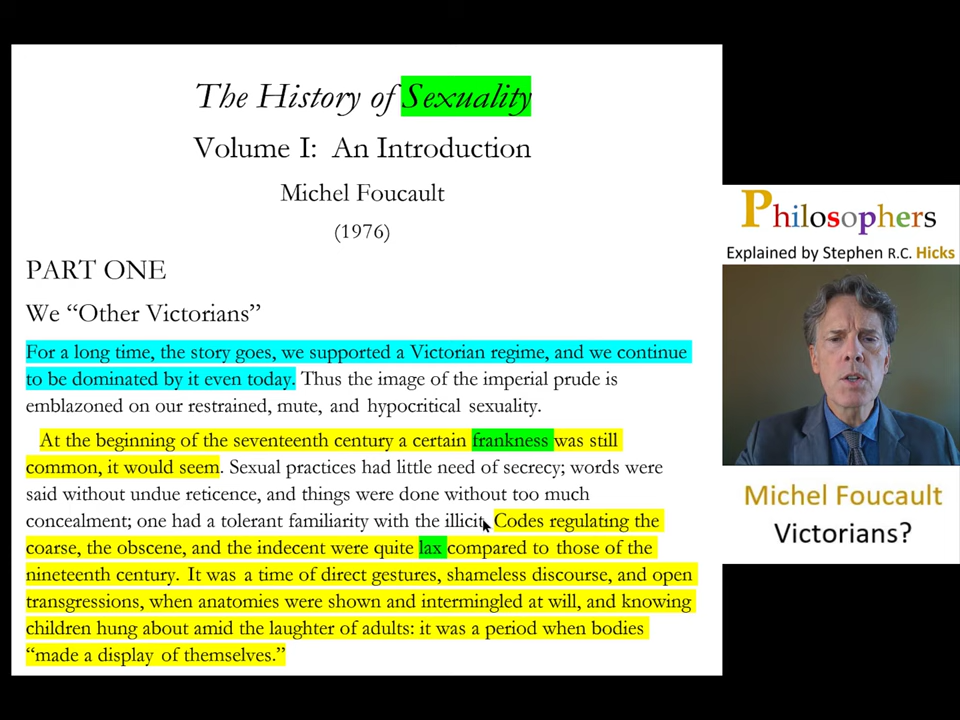 The History of Sexuality
Volume I: An Introduction
Michel Foucault
(1976)
PART ONE
We “Other Victorians”
For a long time, the story goes, we supported a Victorian regime, and we continue
to be dominated by it even today. Thus the image of the imperial prude is
emblazoned on our restrained, mute, and hypocritical sexuality.
At the beginning of the seventeenth century a certain frankness was still
common, it would seem. Sexual practices had little need of secrecy; words were
said without undue reticence, and things were done without too much
concealment; one had a tolerant familiarity with the illicit. Codes regulating the
coarse, the obscene, and the indecent were quite lax compared to those of the
nineteenth century. It was a time of direct gestures, shameless discourse, and open
transgressions, when anatomies were shown and intermingled at will, and knowing
children hung about amid the laughter of adults: it was a period when bodies
“made a display of themselves.”
Philosophers
Explained by Stephen R.C. Hicks
Michel Foucault
Victorians?